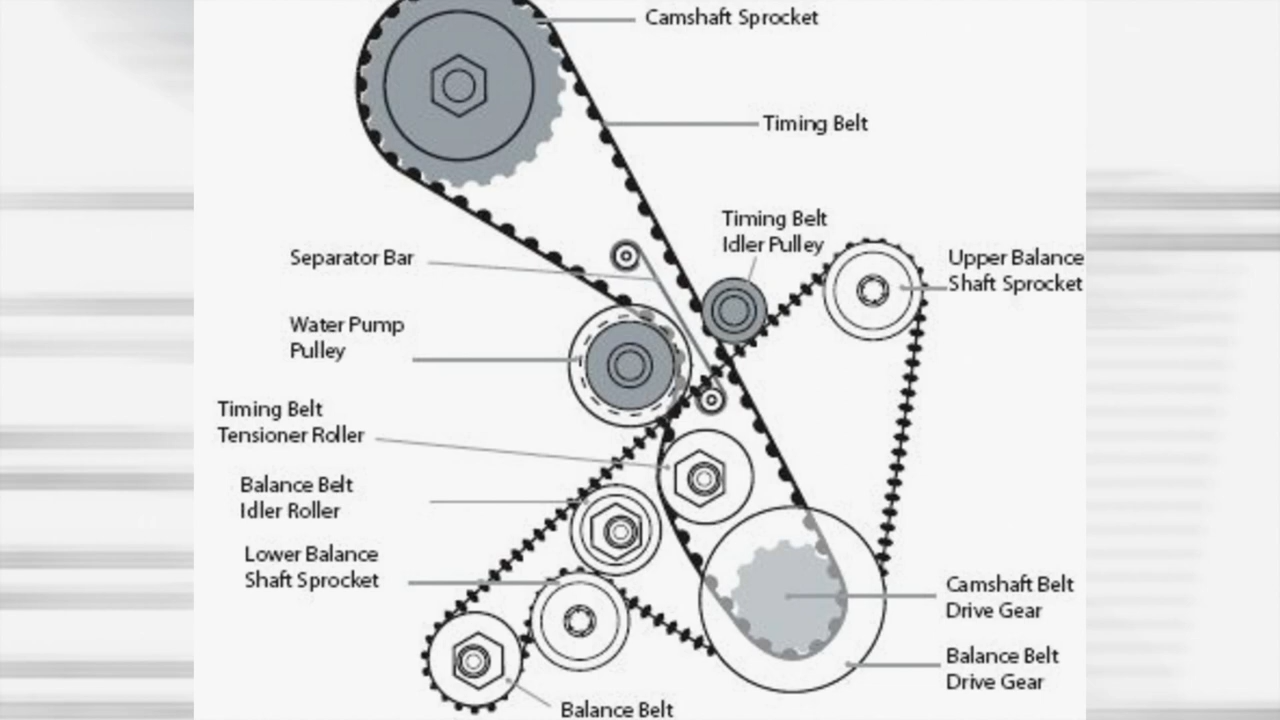 Camshaft Sprocket
Timing Belt
Timing Belt
Idler Pulley
Separator Bar
Upper Balance
Shaft Sprocket
Water Pump
Pulley
Timing Belt
Tensioner Roller
Balance Belt
Idler Roller
Lower Balance
Shaft Sprocket
Camshaft Belt
Drive Gear
Balance Belt
Drive Gear
Balance Belt